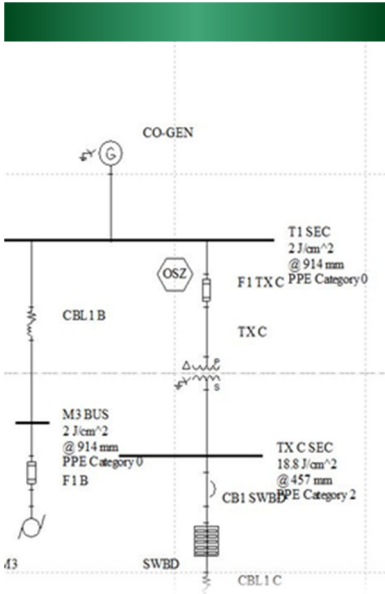 CO-GEN
G
T1 SEC
2 J/cm^2
@ 914 mm
PPE Category 0
OSZ
F1 TX C
CBL1 B
TX C
P
S
M3 BUS
2 J/cm^2
@ 914 mm
PPE Category 0
F1 B
TX C SEC
18.8 J/cm^2
@ 457 mm
PPE Category 2
CB1 SWBD
M3
SWBD
CBL1 C